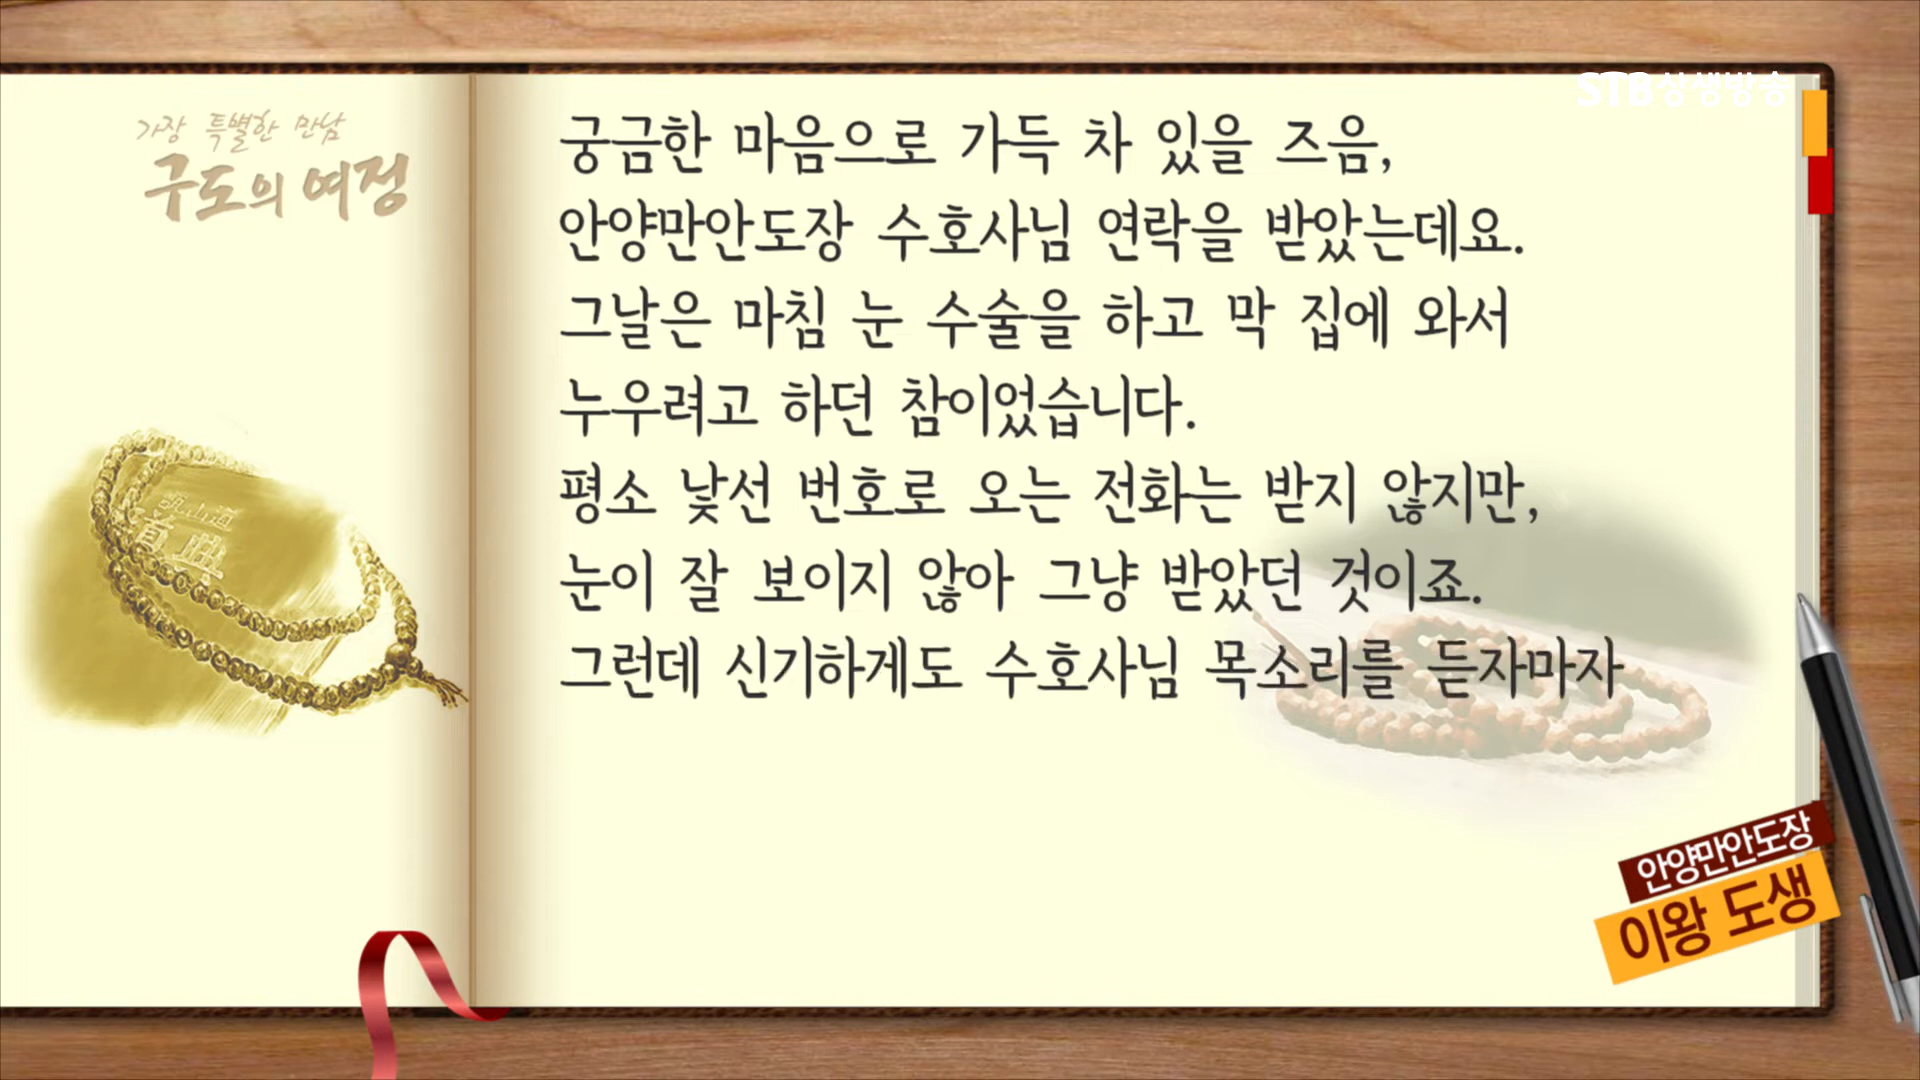 STB상생방송
가장 특별한 만남
구도의 여정
궁금한 마음으로 가득 차 있을 즈음,
안양만안도장 수호사님 연락을 받았는데요.
그날은 마침 눈 수술을 하고 막 집에 와서
누우려고 하던 참이었습니다.
평소 낯선 번호로 오는 전화는 받지 않지만,
눈이 잘 보이지 않아 그냥 받았던 것이죠.
그런데 신기하게도 수호사님 목소리를 듣자마자
道典
안양만안도장
이왕 도생